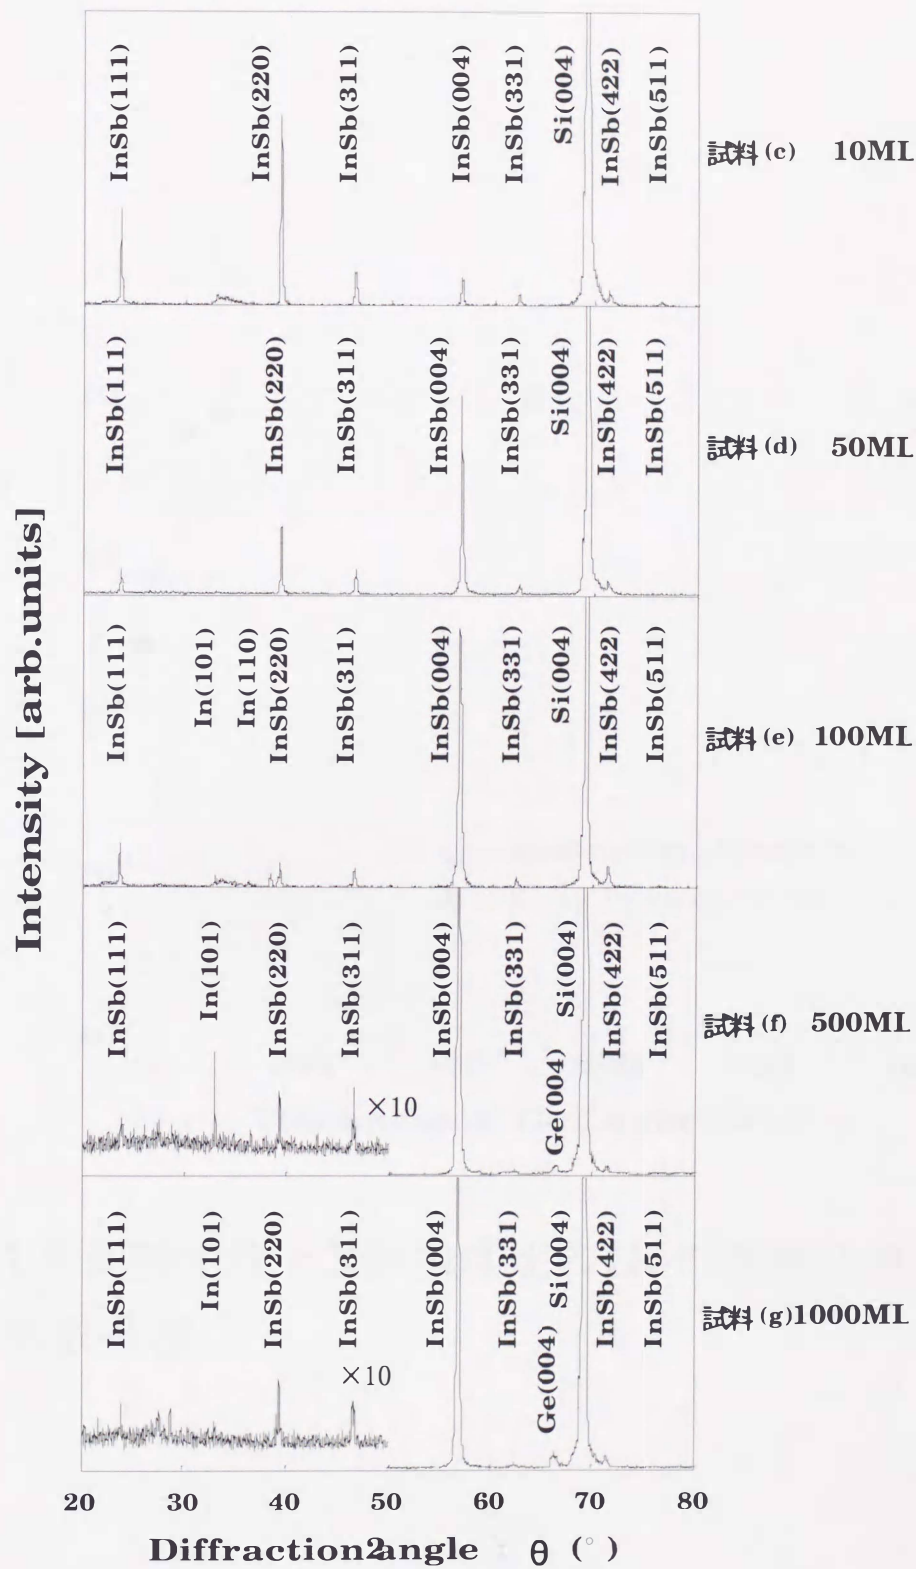 InSb(111)
InSb(220)
InSb(311)
InSb(004)
InSb(331)
Si(004)
InSb(422)
InSb(511)
試料(c) 10ML
InSb(111)
InSb(220)
InSb(311)
InSb(004)
InSb(331)
Si(004)
InSb(422)
InSb(511)
試料(d) 50ML
InSb(111)
In(101)
In(110)
InSb(220)
InSb(311)
InSb(004)
InSb(331)
Si(004)
InSb(422)
InSb(511)
試料(e) 100ML
InSb(111)
In(101)
InSb(220)
InSb(311)
×10
InSb(004)
InSb(331)
Ge(004)
Si(004)
InSb(422)
InSb(511)
試料(f) 500ML
InSb(111)
In(101)
InSb(220)
InSb(311)
×10
InSb(004)
InSb(331)
Ge(004)
Si(004)
InSb(422)
InSb(511)
試料(g)1000ML
Intensity [arb.units]
20 30 40 50 60 70 80
Diffraction2angle θ (°)